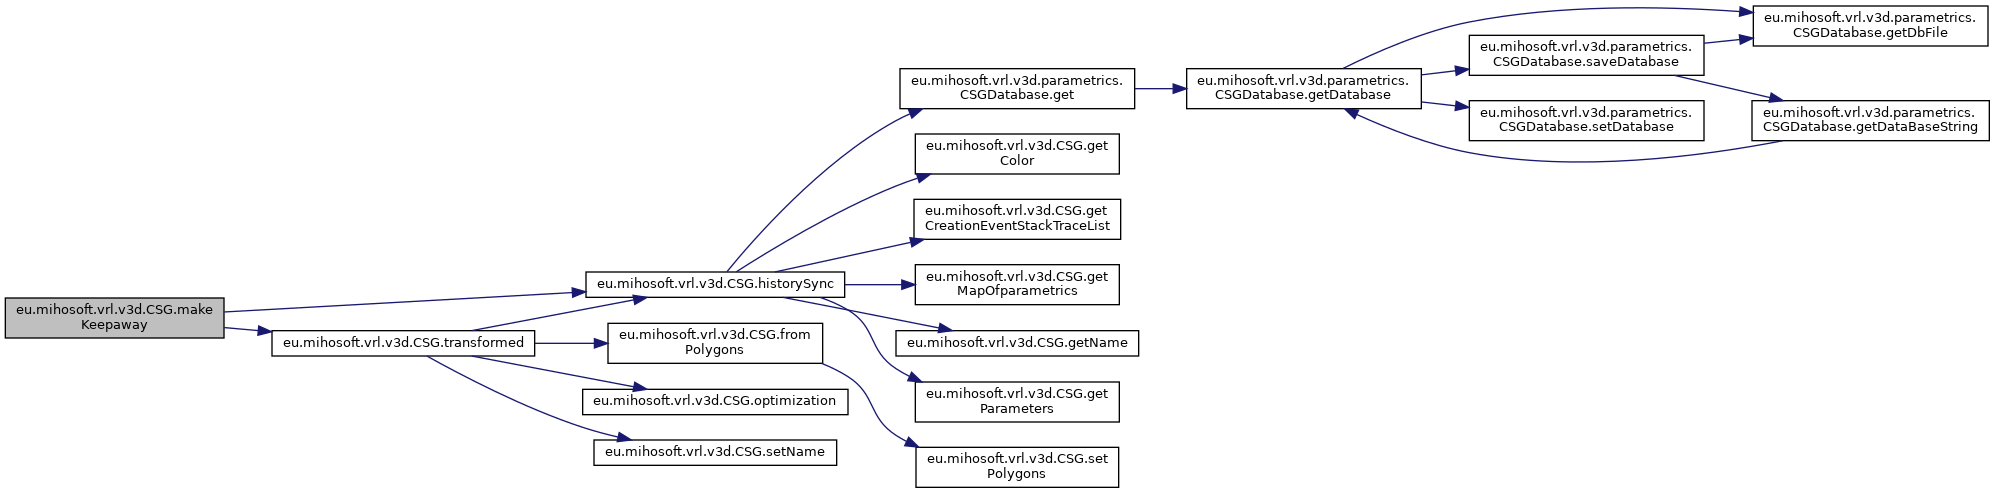 eu.mihosoft.vrl.v3d.CSG.make
Keepaway
eu.mihosoft.vrl.v3d.CSG.historySync
eu.mihosoft.vrl.v3d.CSG.transformed
eu.mihosoft.vrl.v3d.parametrics.
CSGDatabase.get
eu.mihosoft.vrl.v3d.CSG.get
Color
eu.mihosoft.vrl.v3d.CSG.get
CreationEventStackTraceList
eu.mihosoft.vrl.v3d.CSG.get
MapOfparametrics
eu.mihosoft.vrl.v3d.CSG.getName
eu.mihosoft.vrl.v3d.CSG.get
Parameters
eu.mihosoft.vrl.v3d.parametrics.
CSGDatabase.getDatabase
eu.mihosoft.vrl.v3d.parametrics.
CSGDatabase.getDbFile
eu.mihosoft.vrl.v3d.parametrics.
CSGDatabase.saveDatabase
eu.mihosoft.vrl.v3d.parametrics.
CSGDatabase.setDatabase
eu.mihosoft.vrl.v3d.parametrics.
CSGDatabase.getDataBaseString
eu.mihosoft.vrl.v3d.CSG.from
Polygons
eu.mihosoft.vrl.v3d.CSG.optimization
eu.mihosoft.vrl.v3d.CSG.setName
eu.mihosoft.vrl.v3d.CSG.set
Polygons